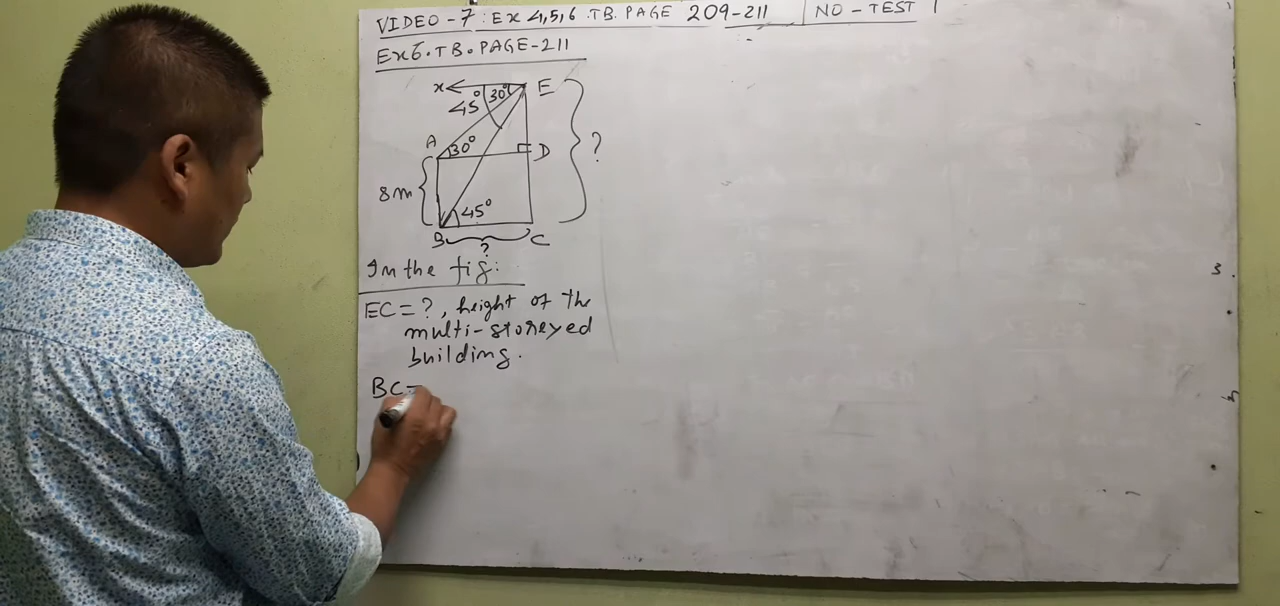 VIDEO - 7 : EX 4,5,6 .TB. PAGE 209-211 NO - TEST
EX6. TB. PAGE-211
x E
45° 30°
A 30° D ?
8m
45°
B C
?
In the fig:
EC = ?, height of the
multi-storeyed
building.
BC =